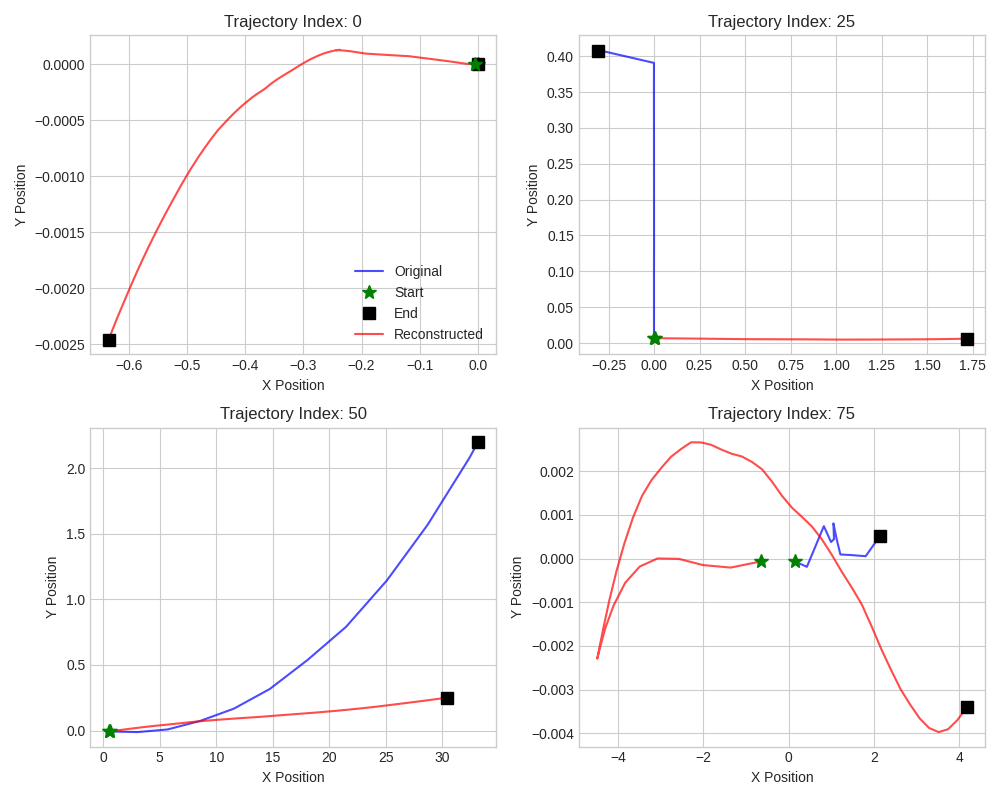 Trajectory Index: 0
0.0000
−0.0005
−0.0010
−0.0015
−0.0020
−0.0025
Y Position
Original
Start
End
Reconstructed
−0.6 −0.5 −0.4 −0.3 −0.2 −0.1 0.0
X Position
Trajectory Index: 25
0.40
0.35
0.30
0.25
0.20
0.15
0.10
0.05
0.00
Y Position
−0.25 0.00 0.25 0.50 0.75 1.00 1.25 1.50 1.75
X Position
Trajectory Index: 50
2.0
1.5
1.0
0.5
0.0
Y Position
0 5 10 15 20 25 30
X Position
Trajectory Index: 75
0.002
0.001
0.000
−0.001
−0.002
−0.003
−0.004
Y Position
−4 −2 0 2 4
X Position